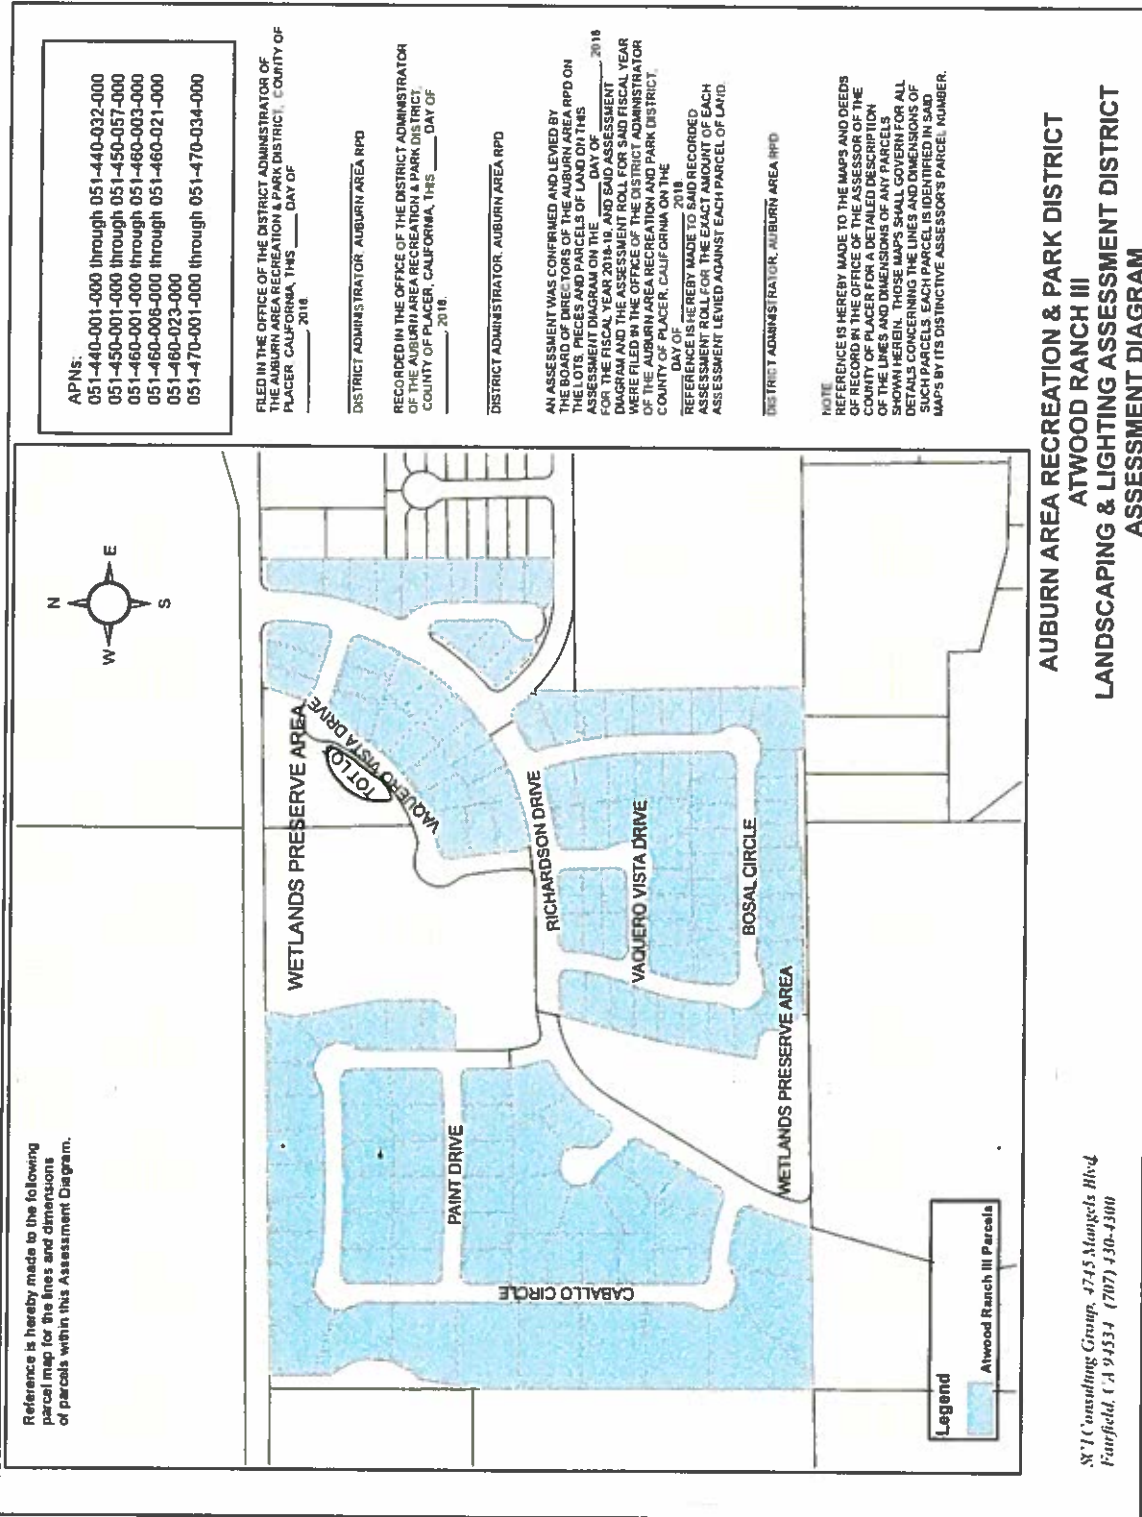 Reference is hereby made to the following
parcel map for the lines and dimensions
of parcels within this Assessment Diagram.
N
W
E
S
WETLANDS PRESERVE AREA
TOT LOT
VAQUERO VISTA DRIVE
VAQUERO VISTA DRIVE
RICHARDSON DRIVE
VAQUERO VISTA DRIVE
BOSAL CIRCLE
PAINT DRIVE
CABALLO CIRCLE
WETLANDS PRESERVE AREA
Legend
Atwood Ranch III Parcels
APNs:
051-440-001-000 through 051-440-032-000
051-450-001-000 through 051-450-057-000
051-460-001-000 through 051-460-003-000
051-460-006-000 through 051-460-021-000
051-460-023-000
051-470-001-000 through 051-470-034-000
FILED IN THE OFFICE OF THE DISTRICT ADMINISTRATOR OF
THE AUBURN AREA RECREATION & PARK DISTRICT, COUNTY OF
PLACER, CALIFORNIA, THIS ____ DAY OF
____, 2018.
DISTRICT ADMINISTRATOR, AUBURN AREA RPD
RECORDED IN THE OFFICE OF THE DISTRICT ADMINISTRATOR
OF THE AUBURN AREA RECREATION & PARK DISTRICT,
COUNTY OF PLACER, CALIFORNIA, THIS ____ DAY OF
____, 2018.
DISTRICT ADMINISTRATOR, AUBURN AREA RPD
AN ASSESSMENT WAS CONFIRMED AND LEVIED BY
THE BOARD OF DIRECTORS OF THE AUBURN AREA RPD ON
THE LOTS, PIECES AND PARCELS OF LAND ON THIS
ASSESSMENT DIAGRAM ON THE ____ DAY OF ____, 2018
FOR THE FISCAL YEAR 2018-19, AND SAID ASSESSMENT
DIAGRAM AND THE ASSESSMENT ROLL FOR SAID FISCAL YEAR
WERE FILED IN THE OFFICE OF THE DISTRICT ADMINISTRATOR
OF THE AUBURN AREA RECREATION AND PARK DISTRICT,
COUNTY OF PLACER, CALIFORNIA ON THE
____ DAY OF ____, 2018.
REFERENCE IS HEREBY MADE TO SAID RECORDED
ASSESSMENT ROLL FOR THE EXACT AMOUNT OF EACH
ASSESSMENT LEVIED AGAINST EACH PARCEL OF LAND.
DISTRICT ADMINISTRATOR, AUBURN AREA RPD
NOTE
REFERENCE IS HEREBY MADE TO THE MAPS AND DEEDS
OF RECORD IN THE OFFICE OF THE ASSESSOR OF THE
COUNTY OF PLACER FOR A DETAILED DESCRIPTION
OF THE LINES AND DIMENSIONS OF ANY PARCELS
SHOWN HEREIN. THOSE MAPS SHALL GOVERN FOR ALL
DETAILS CONCERNING THE LINES AND DIMENSIONS OF
SUCH PARCELS. EACH PARCEL IS IDENTIFIED IN SAID
MAPS BY ITS DISTINCTIVE ASSESSOR'S PARCEL NUMBER.
SCI Consulting Group, 4745 Mangels Blvd
Fairfield, CA 94534 (707) 430-4300
AUBURN AREA RECREATION & PARK DISTRICT
ATWOOD RANCH III
LANDSCAPING & LIGHTING ASSESSMENT DISTRICT
ASSESSMENT DIAGRAM